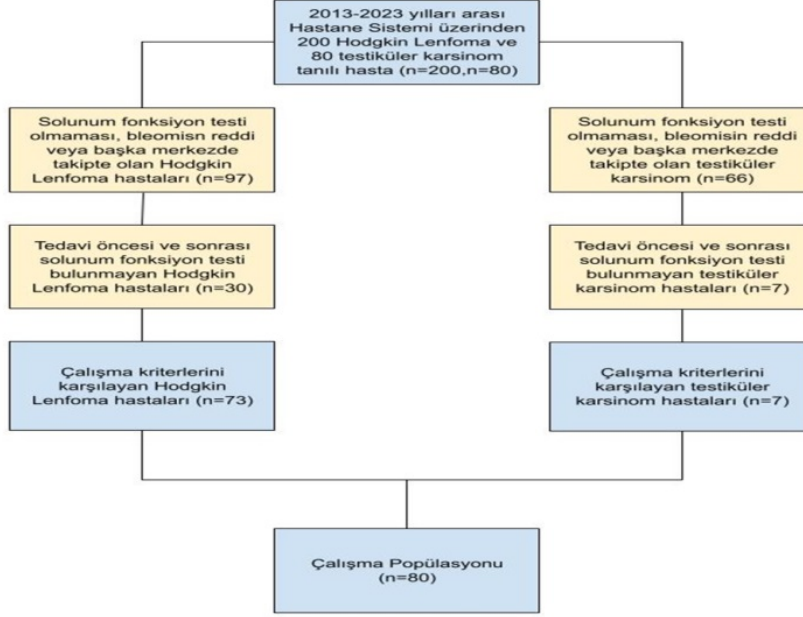 2013-2023 yılları arası
Hastane Sistemi üzerinden
200 Hodgkin Lenfoma ve
80 testiküler karsinom
tanılı hasta (n=200,n=80)
Solunum fonksiyon testi
olmaması, bleomisn reddi
veya başka merkezde
takipte olan Hodgkin
Lenfoma hastaları (n=97)
Solunum fonksiyon testi
olmaması, bleomisin reddi
veya başka merkezde
takipte olan testiküler
karsinom (n=66)
Tedavi öncesi ve sonrası
solunum fonksiyon testi
bulunmayan Hodgkin
Lenfoma hastaları (n=30)
Tedavi öncesi ve sonrası
solunum fonksiyon testi
bulunmayan testiküler
karsinom hastaları (n=7)
Çalışma kriterlerini
karşılayan Hodgkin
Lenfoma hastaları (n=73)
Çalışma kriterlerini
karşılayan testiküler
karsinom hastaları (n=7)
Çalışma Popülasyonu
(n=80)